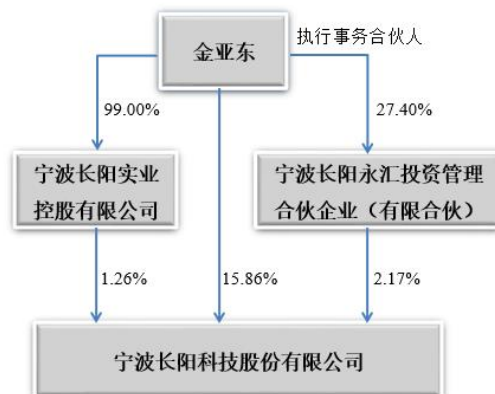 金亚东
执行事务合伙人
99.00%
27.40%
宁波长阳实业
控股有限公司
宁波长阳永汇投资管理
合伙企业（有限合伙）
1.26%
15.86%
2.17%
宁波长阳科技股份有限公司